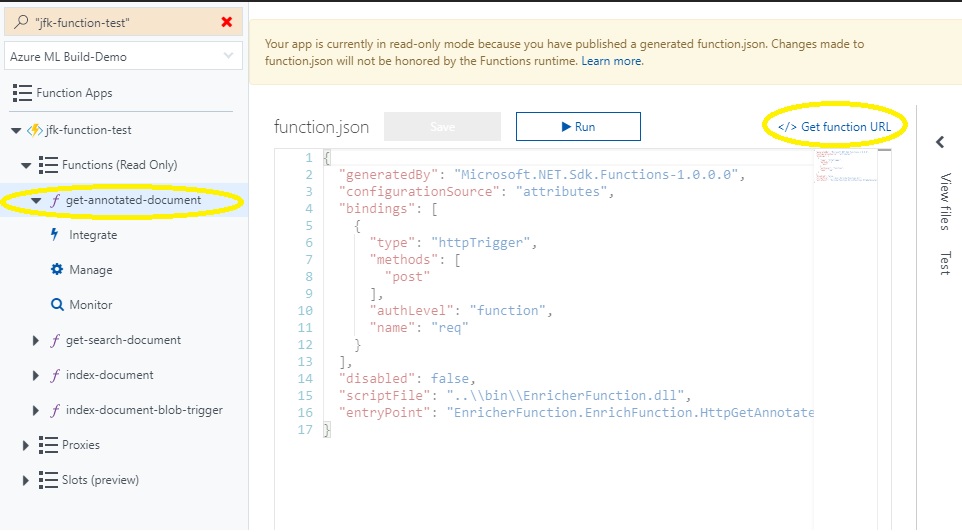 "jfk-function-test"
Azure ML Build-Demo
Function Apps
jfk-function-test
Functions (Read Only)
get-annotated-document
Integrate
Manage
Monitor
get-search-document
index-document
index-document-blob-trigger
Proxies
Slots (preview)
Your app is currently in read-only mode because you have published a generated function.json. Changes made to
function.json will not be honored by the Functions runtime. Learn more.
function.json
Save
Run
</> Get function URL
1 {
2 "generatedBy": "Microsoft.NET.Sdk.Functions-1.0.0.0",
3 "configurationSource": "attributes",
4 "bindings": [
5 {
6 "type": "httpTrigger",
7 "methods": [
8 "post"
9 ],
10 "authLevel": "function",
11 "name": "req"
12 }
13 ],
14 "disabled": false,
15 "scriptFile": "..\\bin\\EnricherFunction.dll",
16 "entryPoint": "EnricherFunction.EnrichFunction.HttpGetAnnotate
17 }
View files
Test